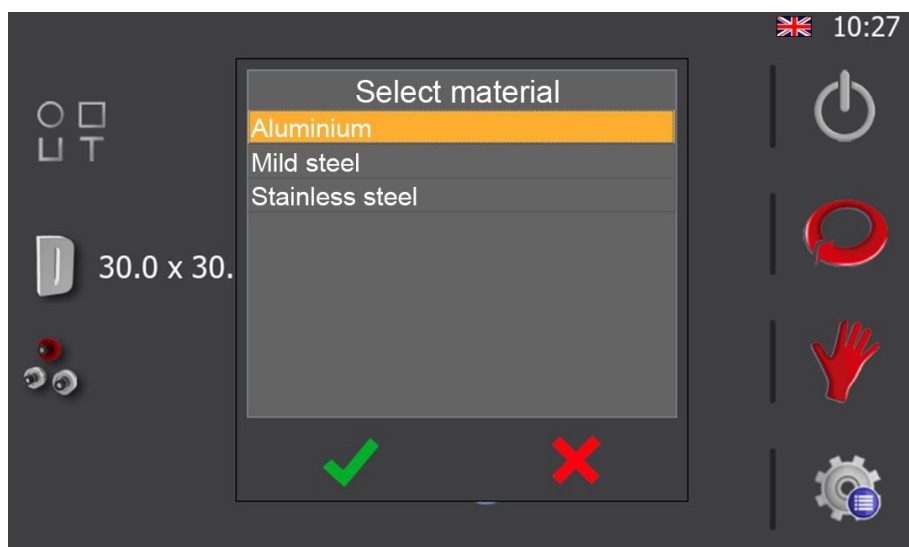 10:27
Select material
Aluminium
Mild steel
Stainless steel
30.0 x 30.